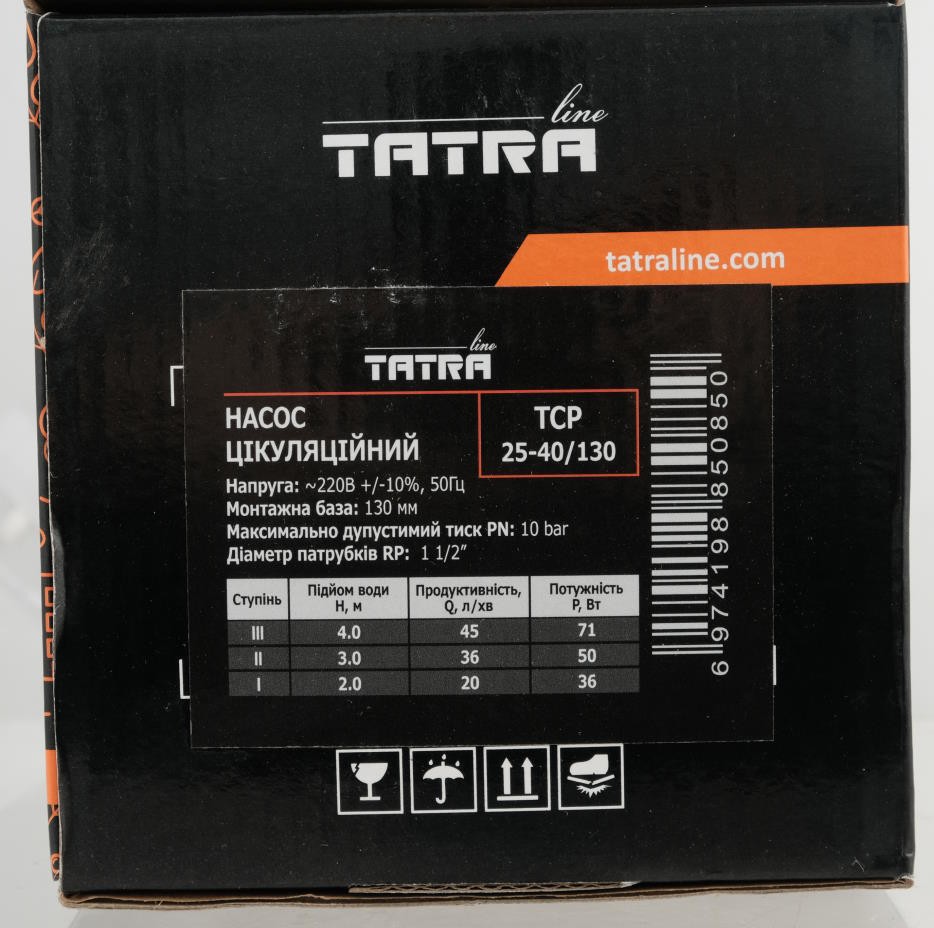 line
TATRA
tatraline.com
line
TATRA
НАСОС
ЦІКУЛЯЦІЙНИЙ
TCP
25-40/130
Напруга: ~220В +/-10%, 50Гц
Монтажна база: 130 мм
Максимально дупустимий тиск PN: 10 bar
Діаметр патрубків RP: 1 1/2”
Ступінь Підйом води H, м Продуктивність, Q, л/хв Потужність P, Вт
III 4.0 45 71
II 3.0 36 50
I 2.0 20 36
6974198850850